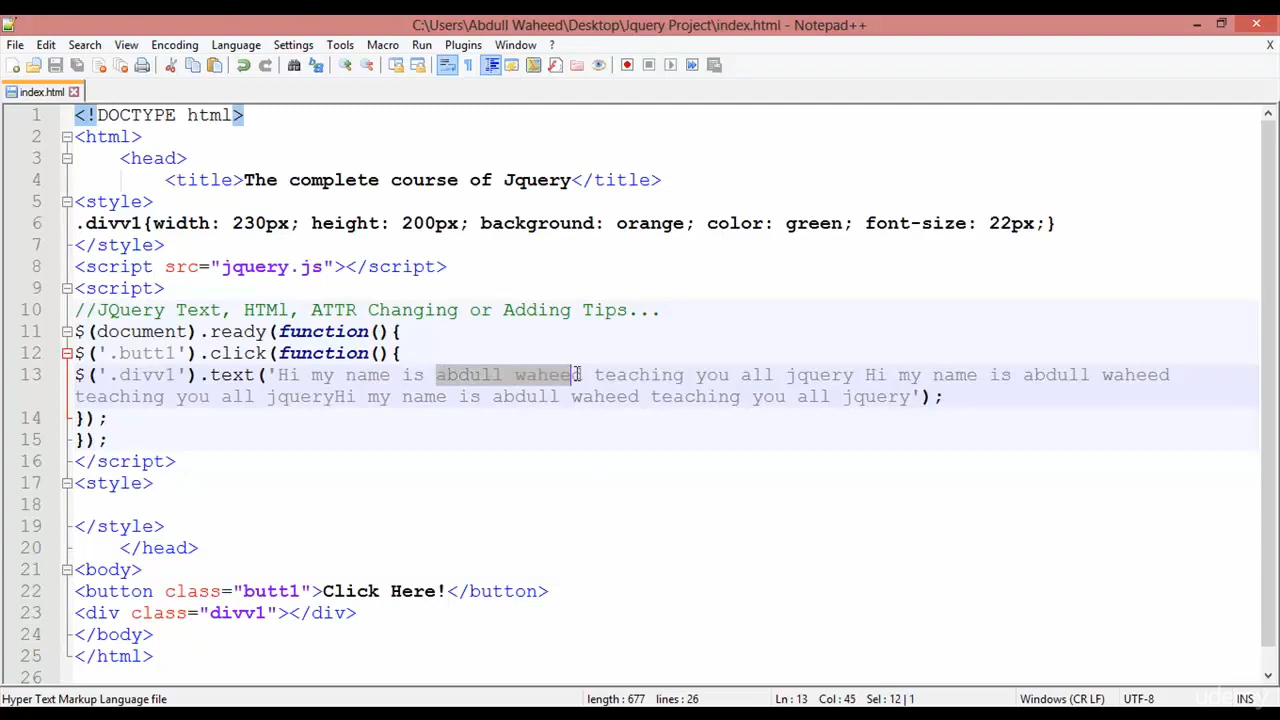 C:\Users\Abdull Waheed\Desktop\Jquery Project\index.html - Notepad++
File Edit Search View Encoding Language Settings Tools Macro Run Plugins Window ? X
index.html
1 <!DOCTYPE html>
2 <html>
3 <head>
4 <title>The complete course of Jquery</title>
5 <style>
6 .divv1{width: 230px; height: 200px; background: orange; color: green; font-size: 22px;}
7 </style>
8 <script src="jquery.js"></script>
9 <script>
10 //JQuery Text, HTMl, ATTR Changing or Adding Tips...
11 $(document).ready(function(){
12 $('.butt1').click(function(){
13 $('.divv1').text('Hi my name is abdull waheed teaching you all jquery Hi my name is abdull waheed
teaching you all jqueryHi my name is abdull waheed teaching you all jquery');
14 });
15 });
16 </script>
17 <style>
18
19 </style>
20 </head>
21 <body>
22 <button class="butt1">Click Here!</button>
23 <div class="divv1"></div>
24 </body>
25 </html>
26
Hyper Text Markup Language file length : 677 lines : 26 Ln : 13 Col : 45 Sel : 12 | 1 Windows (CR LF) UTF-8 INS
udemy